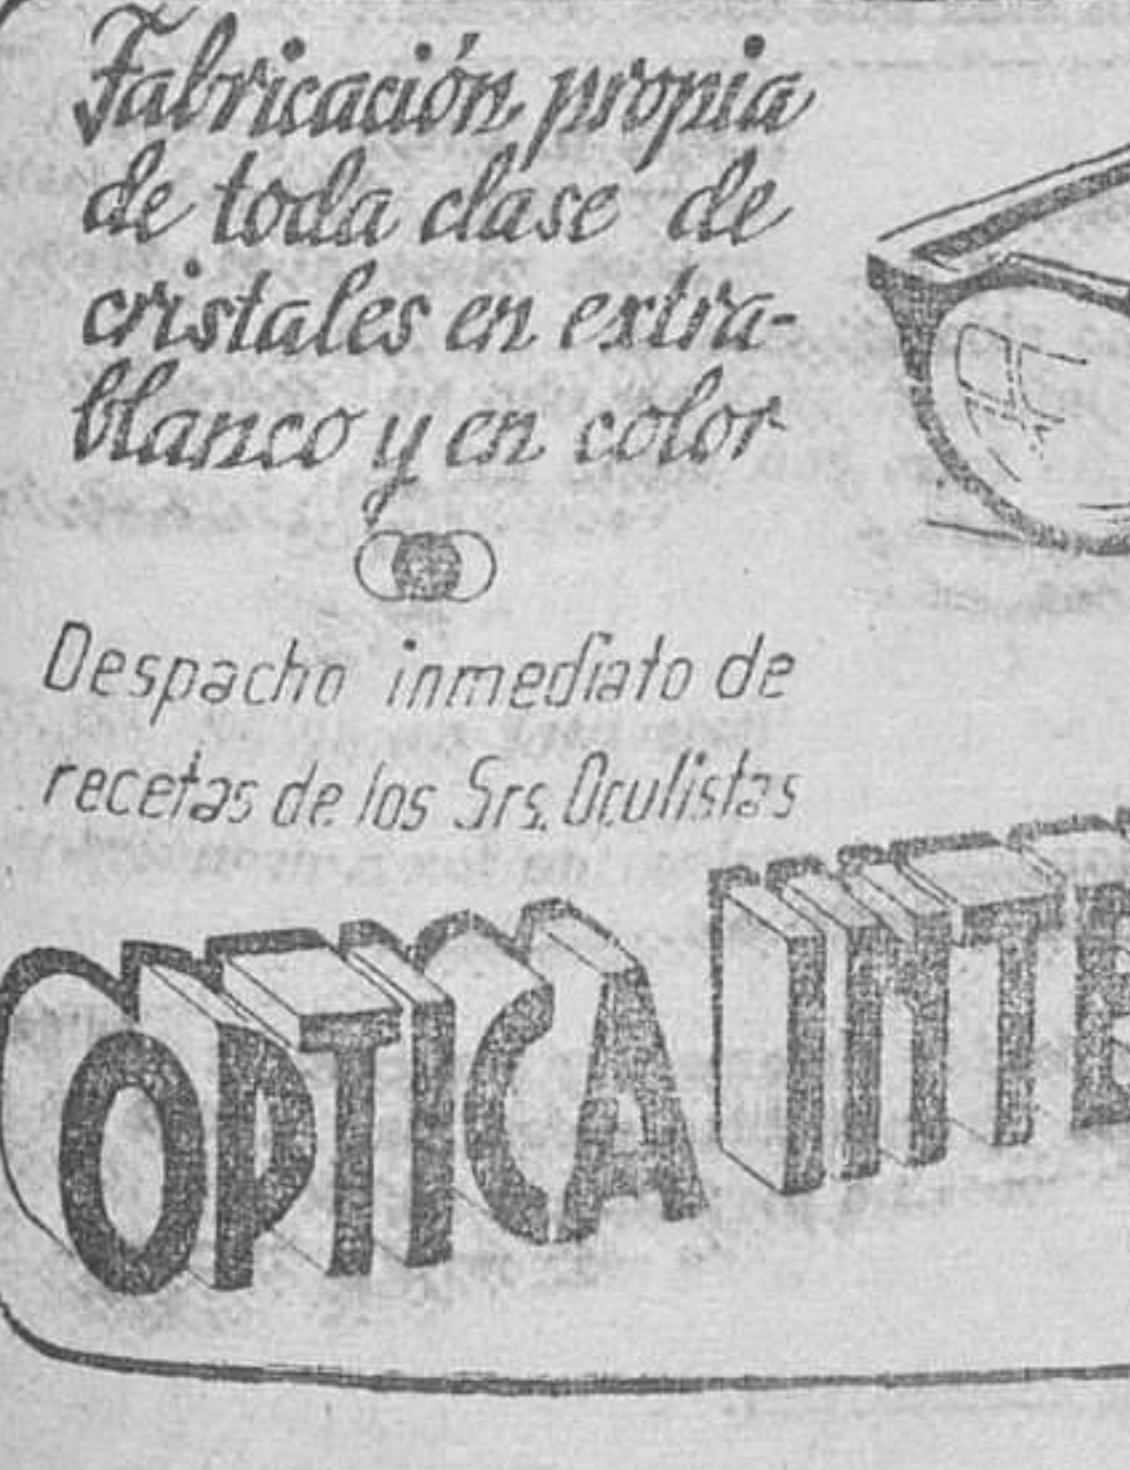 Fabricación propia
de toda clase de
cristales en extra-
blanco y en color
Despacho inmediato de
recetas de los Srs. Oculistas
OPTICA